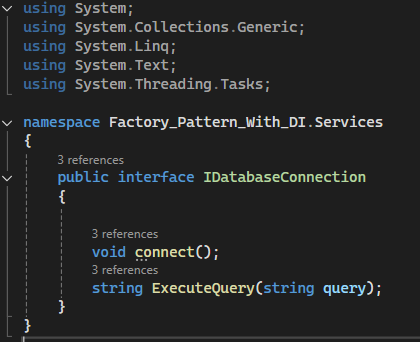 using System;
using System.Collections.Generic;
using System.Linq;
using System.Text;
using System.Threading.Tasks;
namespace Factory_Pattern_With_DI.Services
{
3 references
public interface IDatabaseConnection
{
3 references
void connect();
3 references
string ExecuteQuery(string query);
}
}